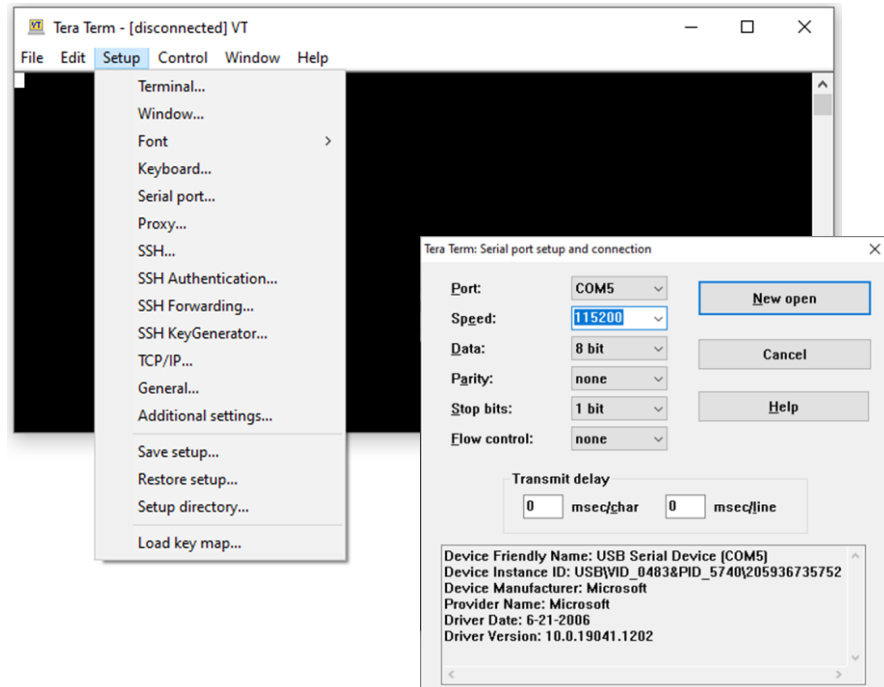 Tera Term - [disconnected] VT
File Edit Setup Control Window Help
Terminal...
Window...
Font
Keyboard...
Serial port...
Proxy...
SSH...
SSH Authentication...
SSH Forwarding...
SSH KeyGenerator...
TCP/IP...
General...
Additional settings...
Save setup...
Restore setup...
Setup directory...
Load key map...
Tera Term: Serial port setup and connection
Port: COM5 New open
Speed: 115200
Data: 8 bit Cancel
Parity: none
Stop bits: 1 bit Help
Flow control: none
Transmit delay
0 msec/char 0 msec/line
Device Friendly Name: USB Serial Device (COM5)
Device Instance ID: USB\VID_0483&PID_5740\205936735752
Device Manufacturer: Microsoft
Provider Name: Microsoft
Driver Date: 6-21-2006
Driver Version: 10.0.19041.1202